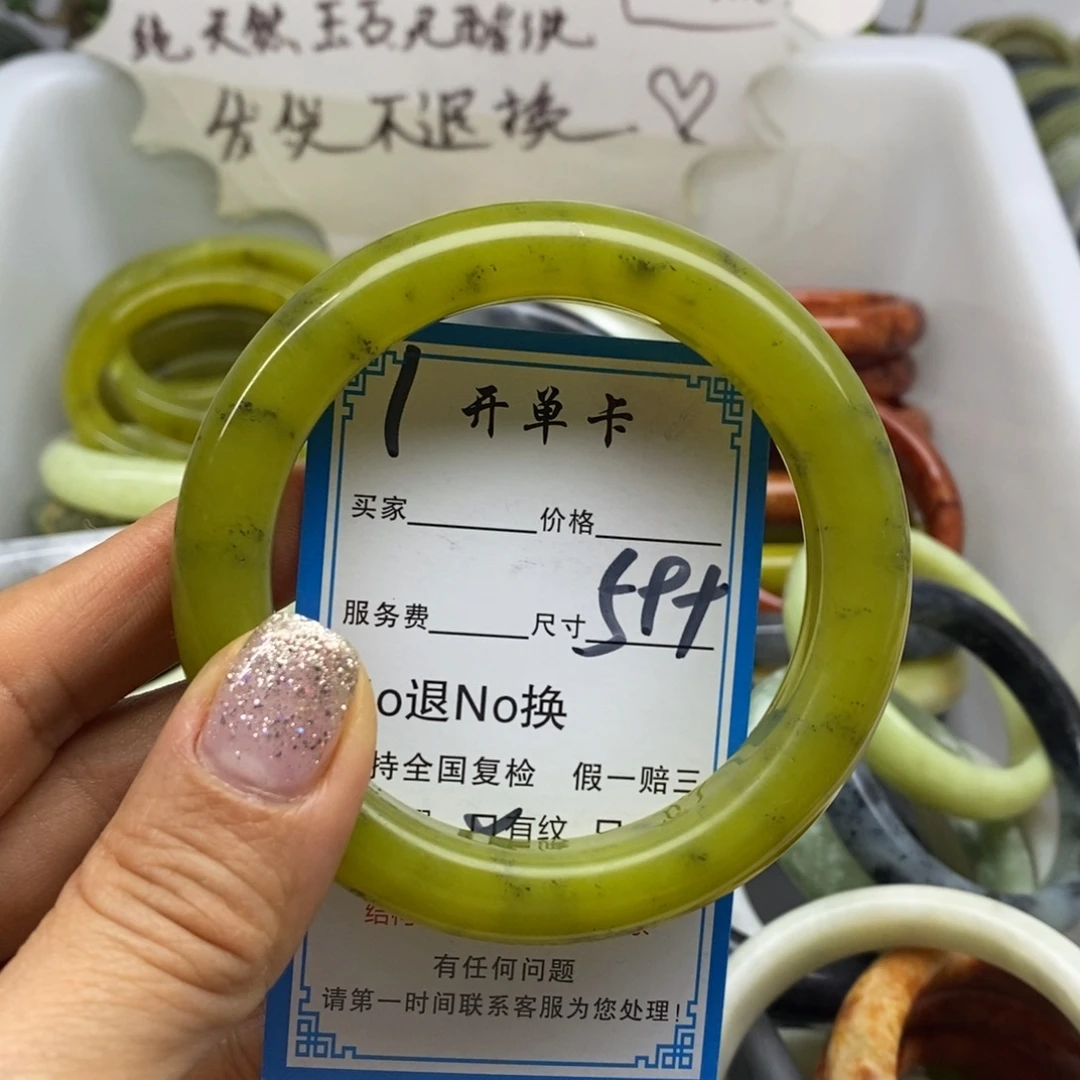 纯天然玉石无酸洗
售货不退换♡
1
开单卡
买家 价格
服务费 尺寸 59+
o退No换
持全国复检 假一赔三
有纹
有任何问题
请第一时间联系客服为您处理！